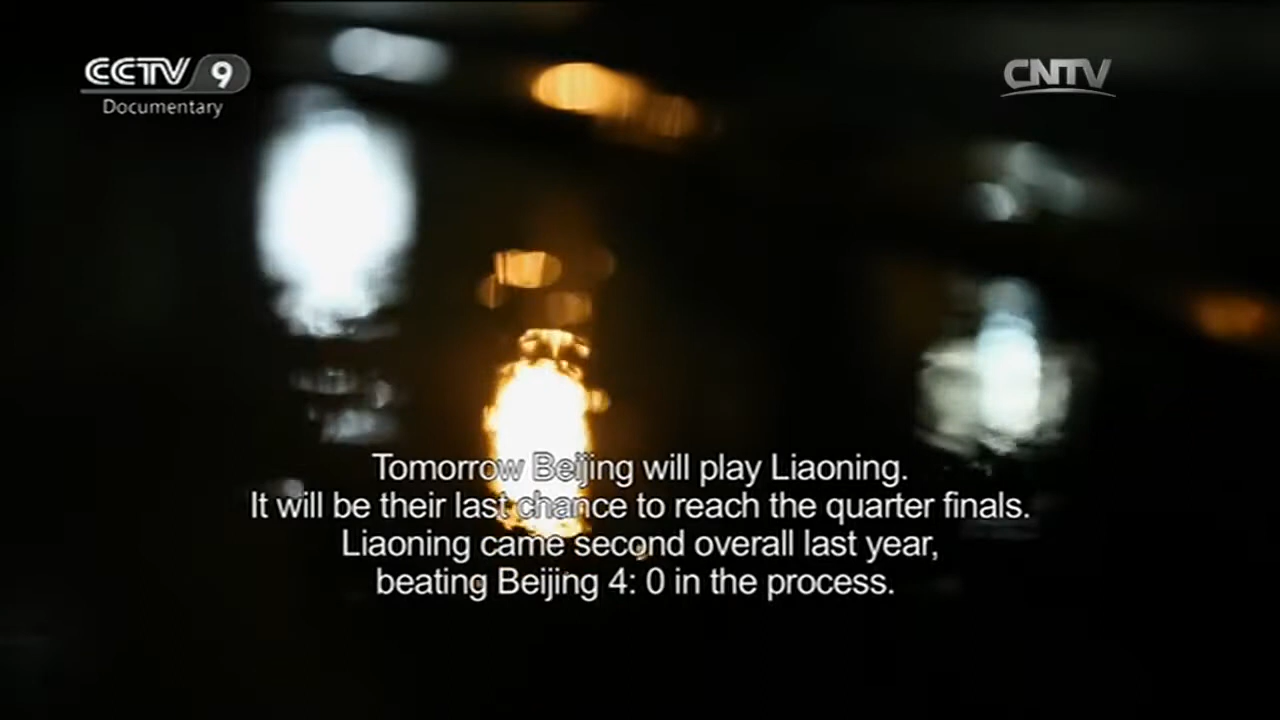 CCTV 9
Documentary
CNTV
Tomorrow Beijing will play Liaoning.
It will be their last chance to reach the quarter finals.
Liaoning came second overall last year,
beating Beijing 4: 0 in the process.